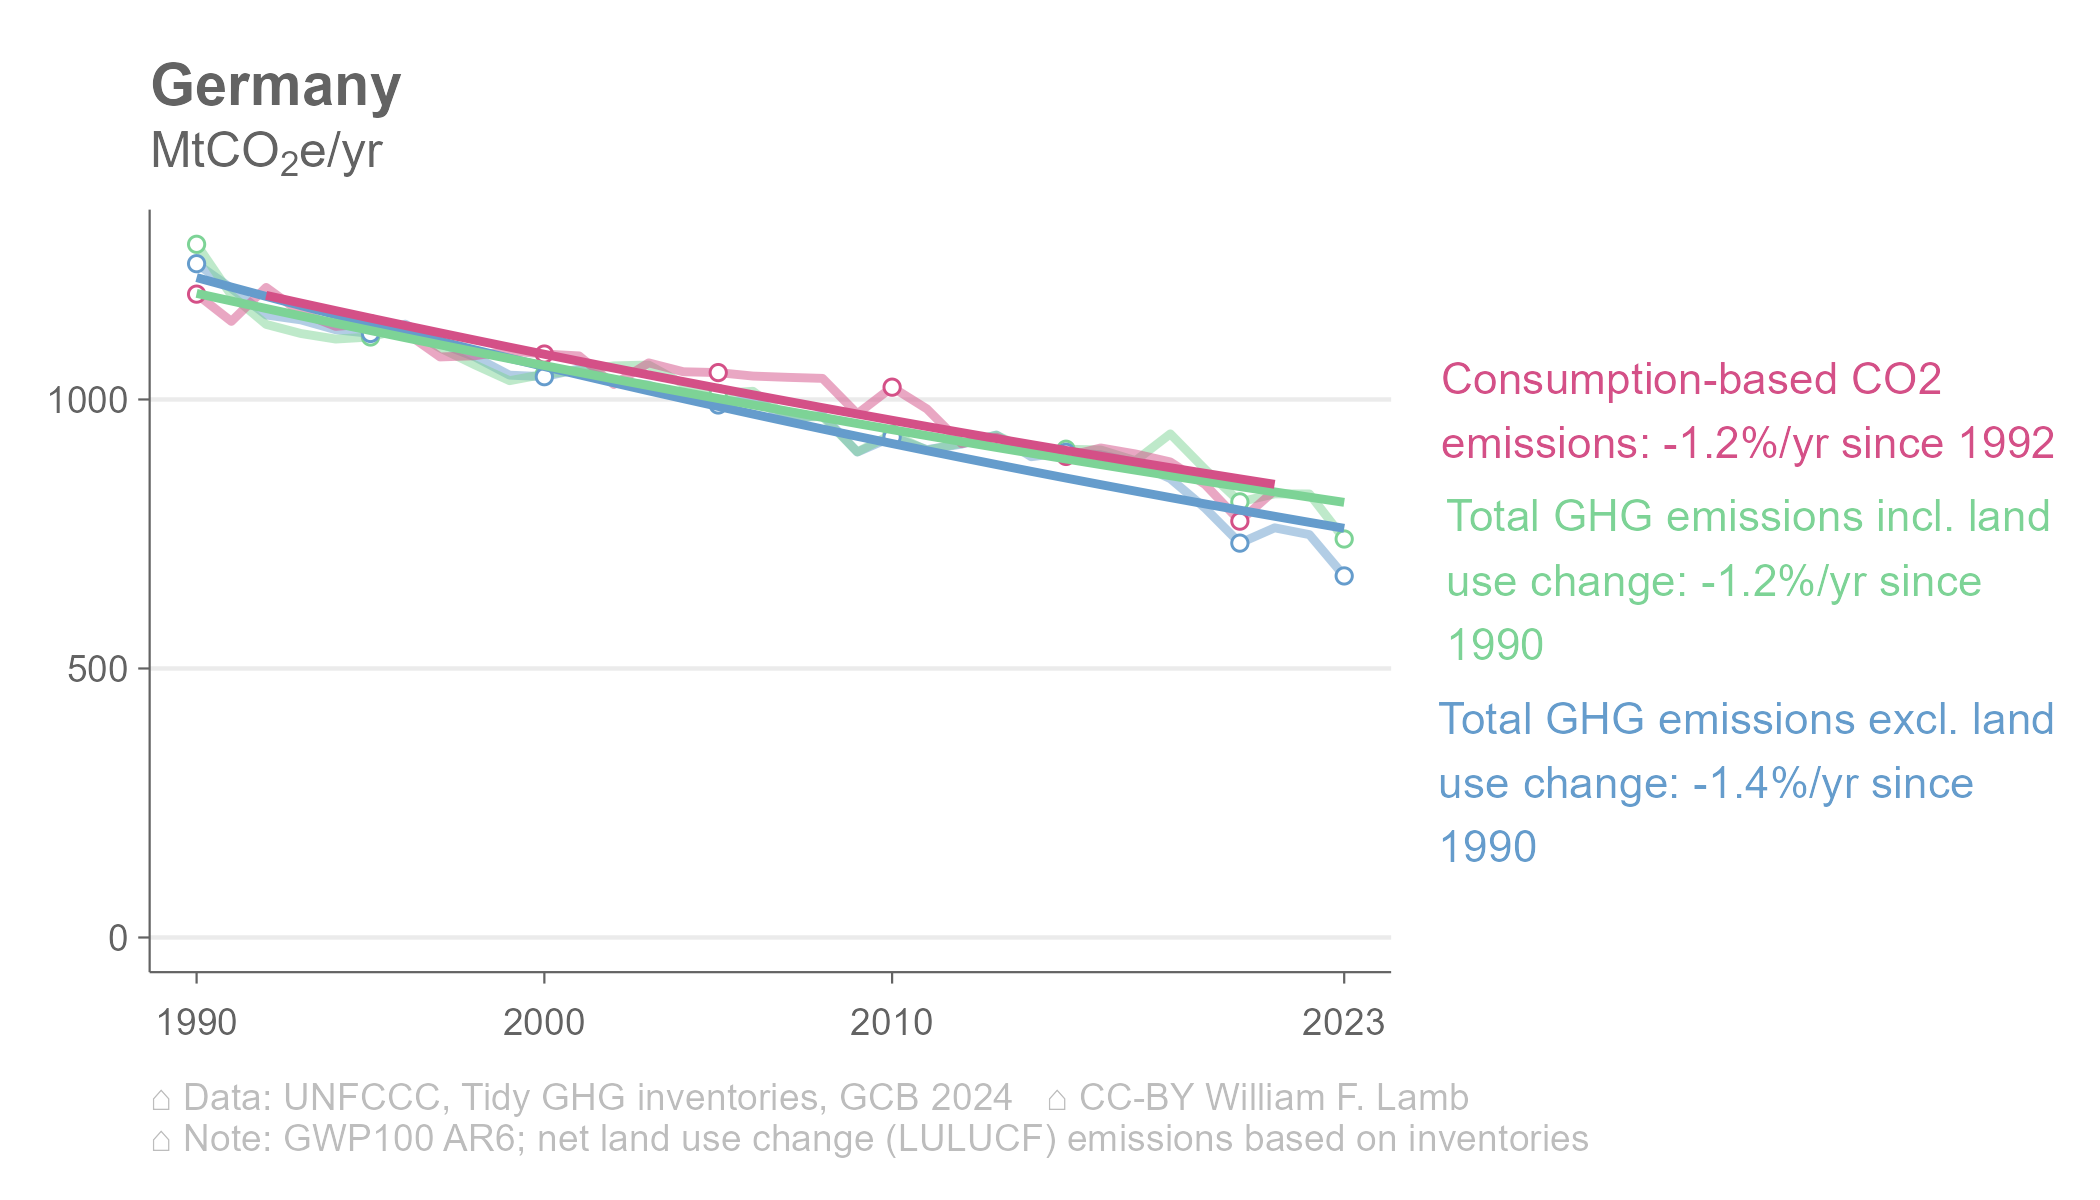 Germany
MtCO₂e/yr
1000
500
0
1990
2000
2010
2023
Consumption-based CO2
emissions: -1.2%/yr since 1992
Total GHG emissions incl. land
use change: -1.2%/yr since
1990
Total GHG emissions excl. land
use change: -1.4%/yr since
1990
⌂ Data: UNFCCC, Tidy GHG inventories, GCB 2024 ⌂ CC-BY William F. Lamb
⌂ Note: GWP100 AR6; net land use change (LULUCF) emissions based on inventories